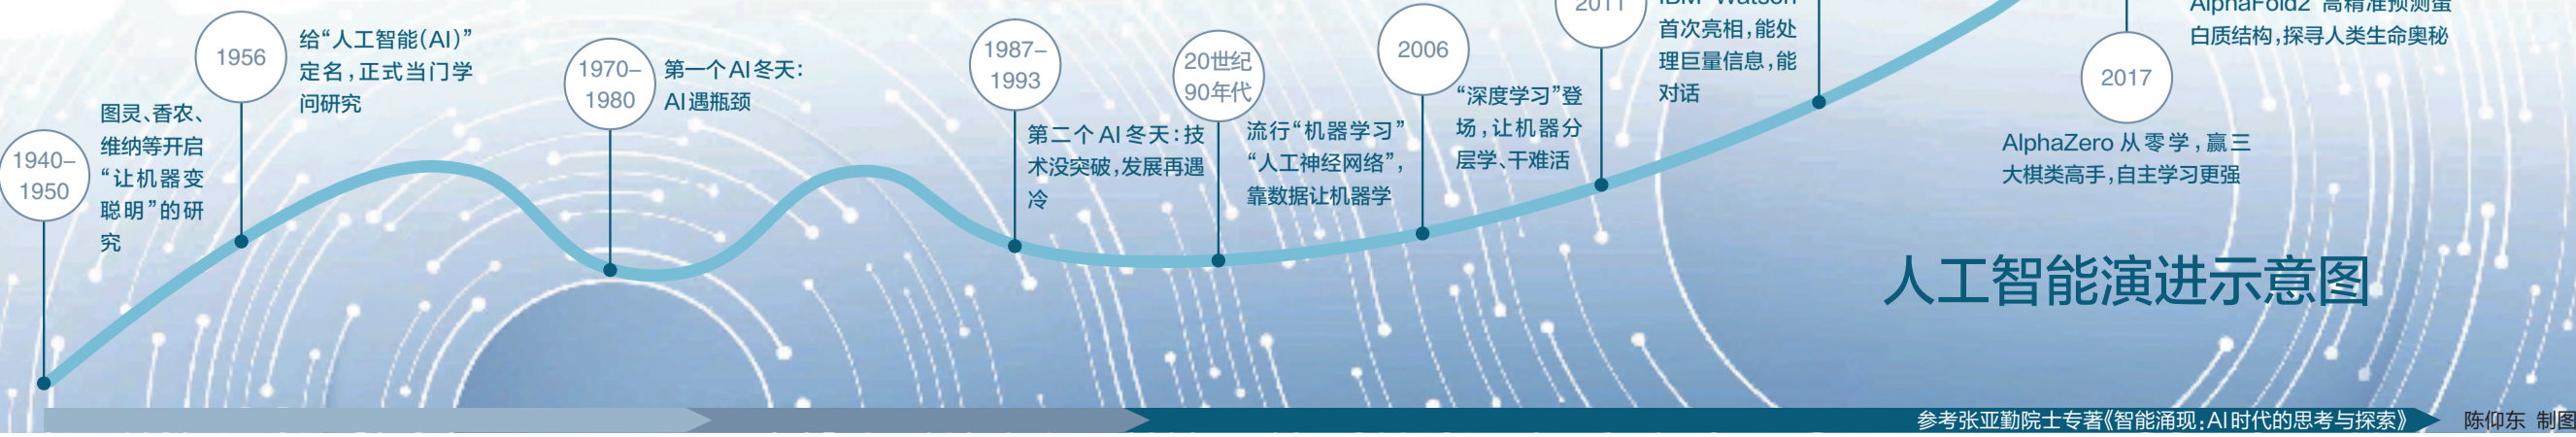 1940–
1950
图灵、香农、
维纳等开启
“让机器变
聪明”的研
究
1956
给“人工智能(AI)”
定名,正式当门学
问研究
1970–
1980
第一个AI冬天:
AI遇瓶颈
1987–
1993
第二个AI冬天:技
术没突破,发展再遇
冷
20世纪
90年代
流行“机器学习”
“人工神经网络”,
靠数据让机器学
2006
“深度学习”登
场,让机器分
层学、干难活
2011
IBM Watson
首次亮相,能处
理巨量信息,能
对话
2017
AlphaZero从零学,赢三
大棋类高手,自主学习更强
AlphaFold2 高精准预测蛋
白质结构,探寻人类生命奥秘
人工智能演进示意图
参考张亚勤院士专著《智能涌现:AI时代的思考与探索》
陈仰东 制图